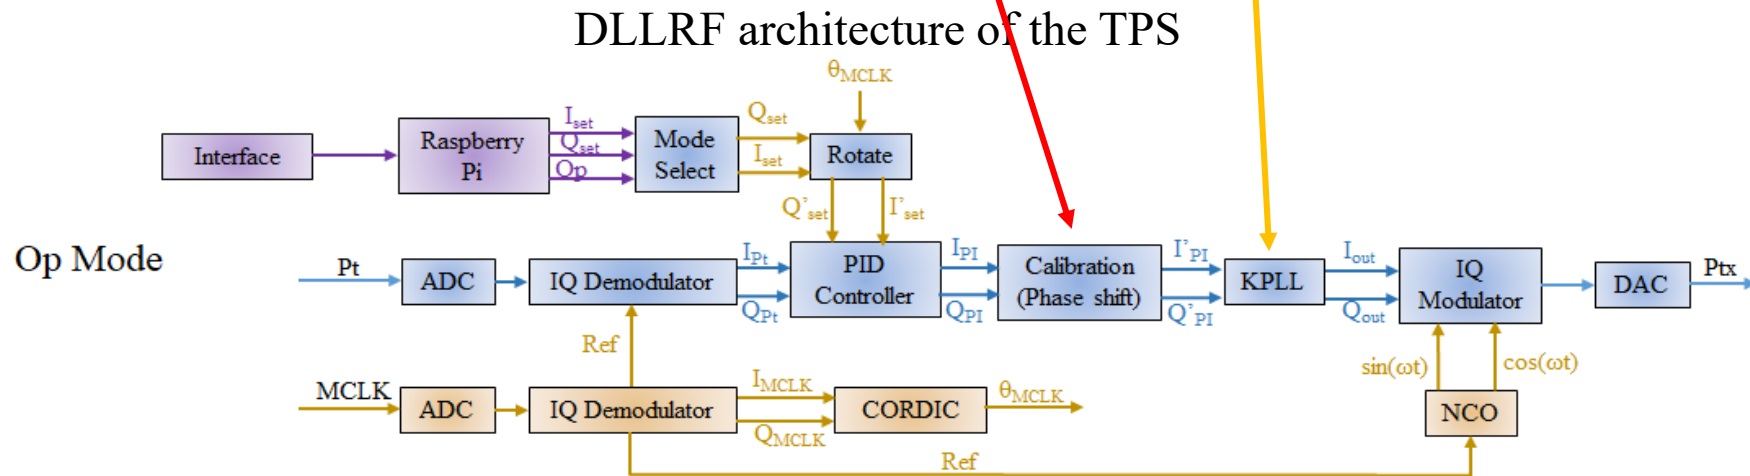 DLLRF architecture of the TPS
θMCLK
Iset
Qset
Op
Qset
Iset
Interface
Raspberry
Pi
Mode
Select
Rotate
Q'set
I'set
Op Mode
Pt
ADC
IQ Demodulator
IPt
QPt
PID
Controller
IPI
QPI
Calibration
(Phase shift)
I'PI
Q'PI
KPLL
Iout
Qout
IQ
Modulator
DAC
Ptx
Ref
sin(ωt)
cos(ωt)
MCLK
ADC
IQ Demodulator
IMCLK
QMCLK
CORDIC
θMCLK
NCO
Ref